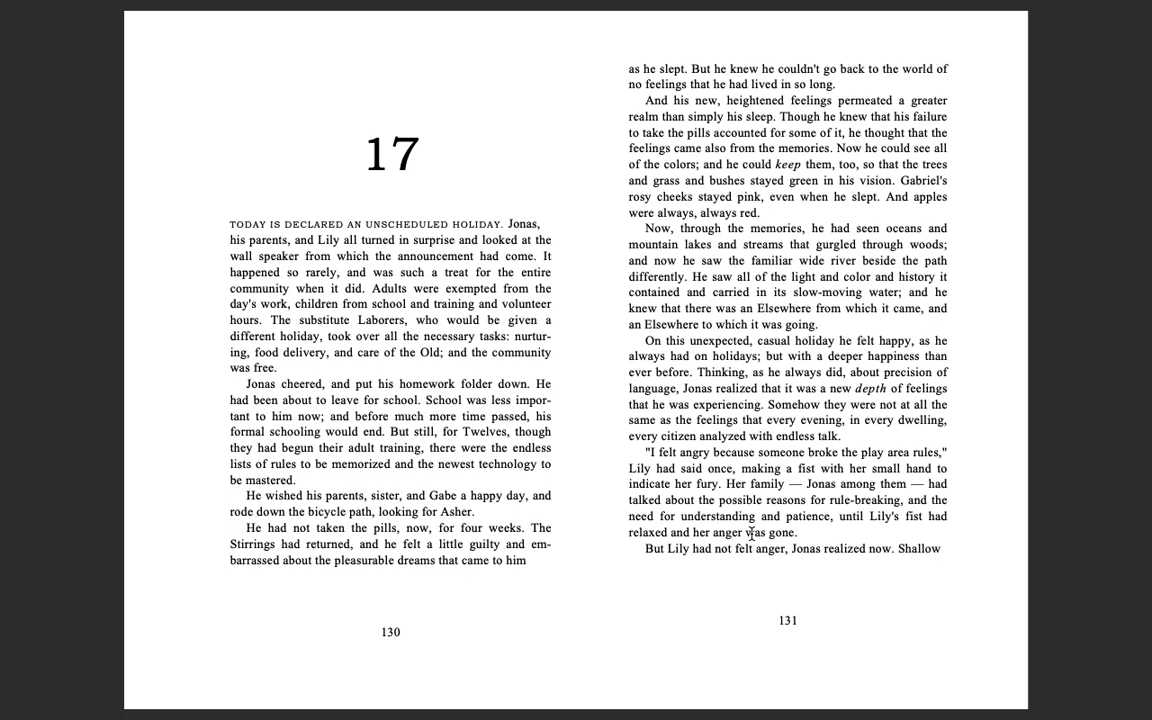 17
TODAY IS DECLARED AN UNSCHEDULED HOLIDAY. Jonas,
his parents, and Lily all turned in surprise and looked at the
wall speaker from which the announcement had come. It
happened so rarely, and was such a treat for the entire
community when it did. Adults were exempted from the
day's work, children from school and training and volunteer
hours. The substitute Laborers, who would be given a
different holiday, took over all the necessary tasks: nurtur-
ing, food delivery, and care of the Old; and the community
was free.
Jonas cheered, and put his homework folder down. He
had been about to leave for school. School was less impor-
tant to him now; and before much more time passed, his
formal schooling would end. But still, for Twelves, though
they had begun their adult training, there were the endless
lists of rules to be memorized and the newest technology to
be mastered.
He wished his parents, sister, and Gabe a happy day, and
rode down the bicycle path, looking for Asher.
He had not taken the pills, now, for four weeks. The
Stirrings had returned, and he felt a little guilty and em-
barrassed about the pleasurable dreams that came to him
130
as he slept. But he knew he couldn't go back to the world of
no feelings that he had lived in so long.
And his new, heightened feelings permeated a greater
realm than simply his sleep. Though he knew that his failure
to take the pills accounted for some of it, he thought that the
feelings came also from the memories. Now he could see all
of the colors; and he could keep them, too, so that the trees
and grass and bushes stayed green in his vision. Gabriel's
rosy cheeks stayed pink, even when he slept. And apples
were always, always red.
Now, through the memories, he had seen oceans and
mountain lakes and streams that gurgled through woods;
and now he saw the familiar wide river beside the path
differently. He saw all of the light and color and history it
contained and carried in its slow-moving water; and he
knew that there was an Elsewhere from which it came, and
an Elsewhere to which it was going.
On this unexpected, casual holiday he felt happy, as he
always had on holidays; but with a deeper happiness than
ever before. Thinking, as he always did, about precision of
language, Jonas realized that it was a new depth of feelings
that he was experiencing. Somehow they were not at all the
same as the feelings that every evening, in every dwelling,
every citizen analyzed with endless talk.
"I felt angry because someone broke the play area rules,"
Lily had said once, making a fist with her small hand to
indicate her fury. Her family — Jonas among them — had
talked about the possible reasons for rule-breaking, and the
need for understanding and patience, until Lily's fist had
relaxed and her anger was gone.
But Lily had not felt anger, Jonas realized now. Shallow
131